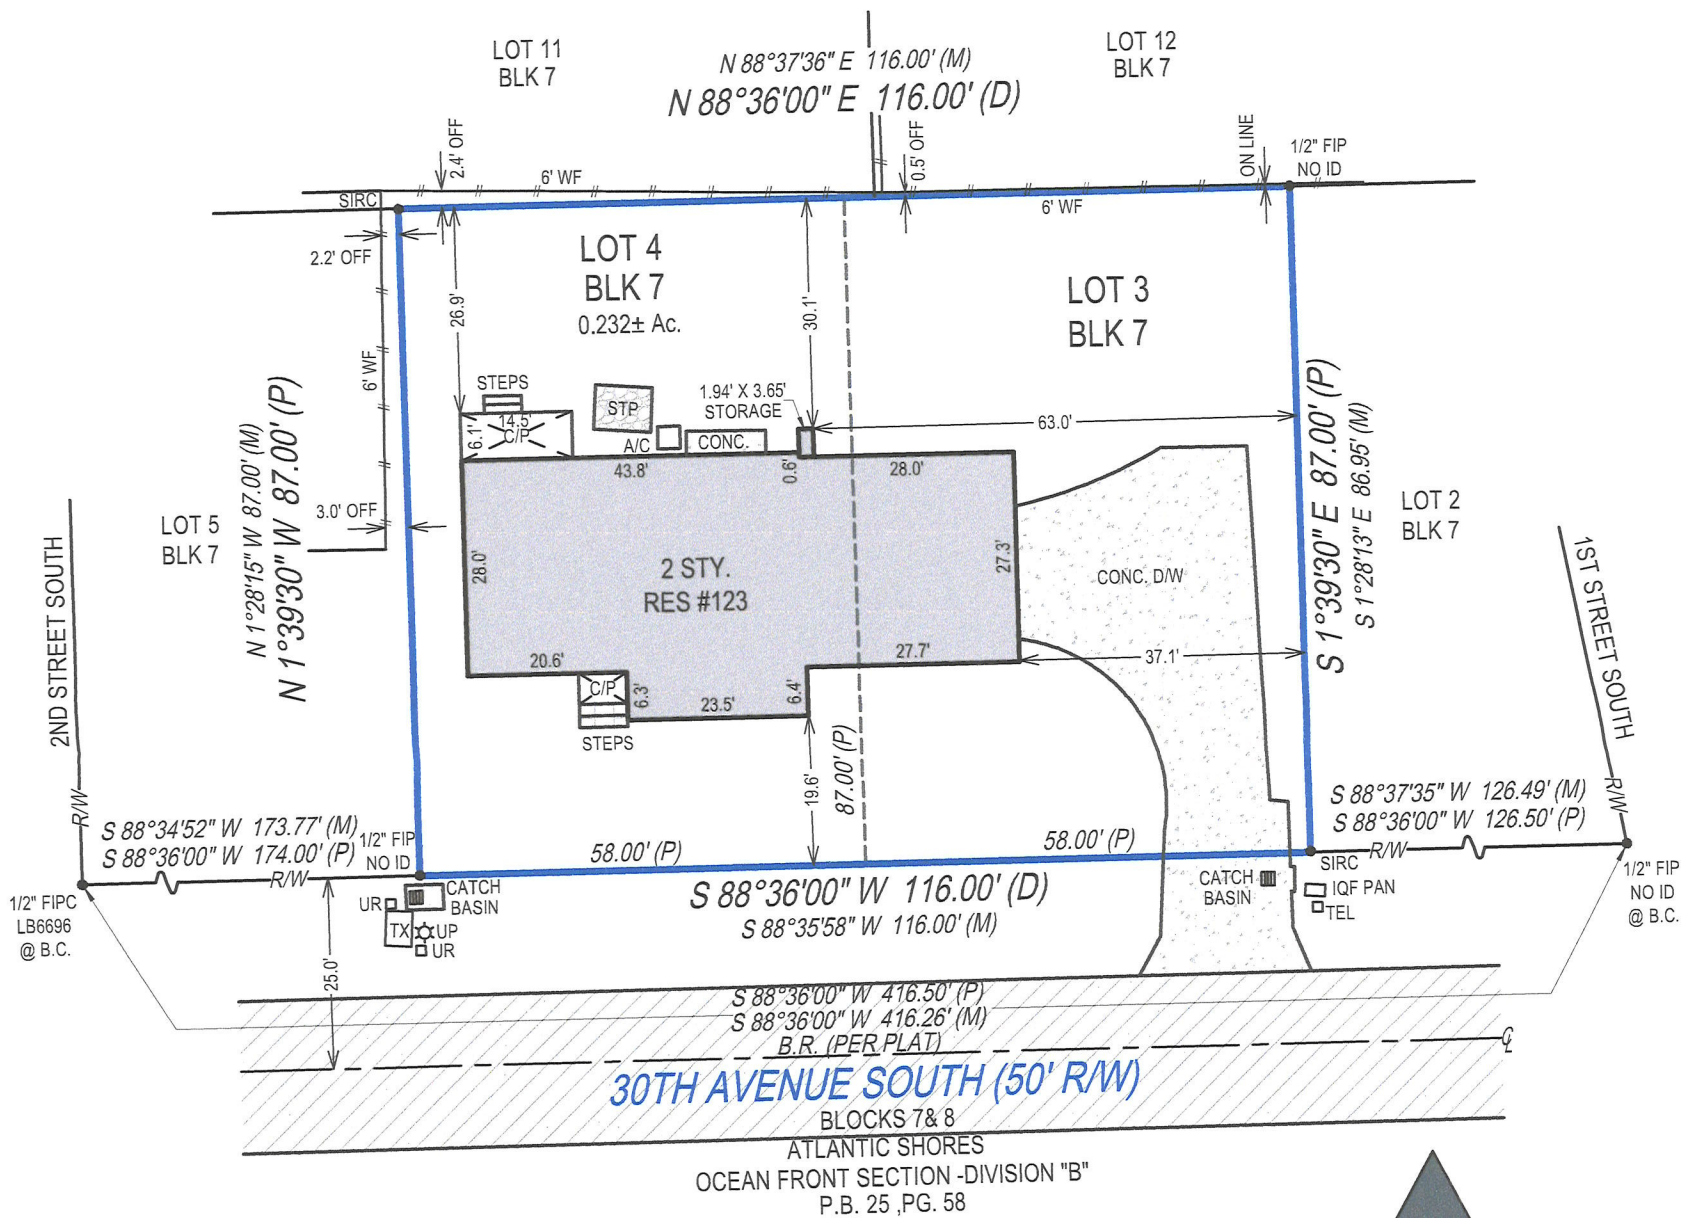 LOT 11
BLK 7
N 88°37'36" E 116.00' (M)
N 88°36'00" E 116.00' (D)
LOT 12
BLK 7
2.4' OFF
6' WF
0.5' OFF
ON LINE
1/2" FIP
NO ID
SIRC
6' WF
2.2' OFF
LOT 4
BLK 7
0.232± Ac.
26.9'
30.1'
LOT 3
BLK 7
6' WF
STEPS
14.5'
C/P
6.1'
STP
A/C
CONC.
1.94' X 3.65'
STORAGE
63.0'
43.8'
0.6'
28.0'
N 1°28'15" W 87.00' (M)
N 1°39'30" W 87.00' (P)
S 1°39'30" E 87.00' (P)
S 1°28'13" E 86.95' (M)
LOT 5
BLK 7
3.0' OFF
LOT 2
BLK 7
28.0'
2 STY.
RES #123
27.3'
CONC. D/W
2ND STREET SOUTH
1ST STREET SOUTH
20.6'
27.7'
37.1'
C/P
6.3'
23.5'
6.4'
STEPS
19.6'
87.00' (P)
R/W
R/W
S 88°34'52" W 173.77' (M)
S 88°36'00" W 174.00' (P)
R/W
1/2" FIP
NO ID
58.00' (P)
58.00' (P)
S 88°37'35" W 126.49' (M)
S 88°36'00" W 126.50' (P)
R/W
SIRC
1/2" FIPC
LB6696
@ B.C.
UR
CATCH
BASIN
TX
UP
UR
S 88°36'00" W 116.00' (D)
S 88°35'58" W 116.00' (M)
CATCH
BASIN
IQF PAN
TEL
1/2" FIP
NO ID
@ B.C.
25.0'
S 88°36'00" W 416.50' (P)
S 88°36'00" W 416.26' (M)
B.R. (PER PLAT)
CL
30TH AVENUE SOUTH (50' R/W)
BLOCKS 7& 8
ATLANTIC SHORES
OCEAN FRONT SECTION -DIVISION "B"
P.B. 25 ,PG. 58